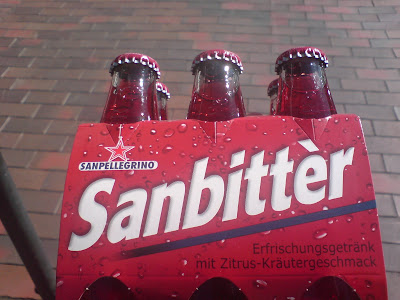 SANPELLEGRINO
Sanbittèr
Erfrischungsgetränk
mit Zitrus-Kräutergeschmack